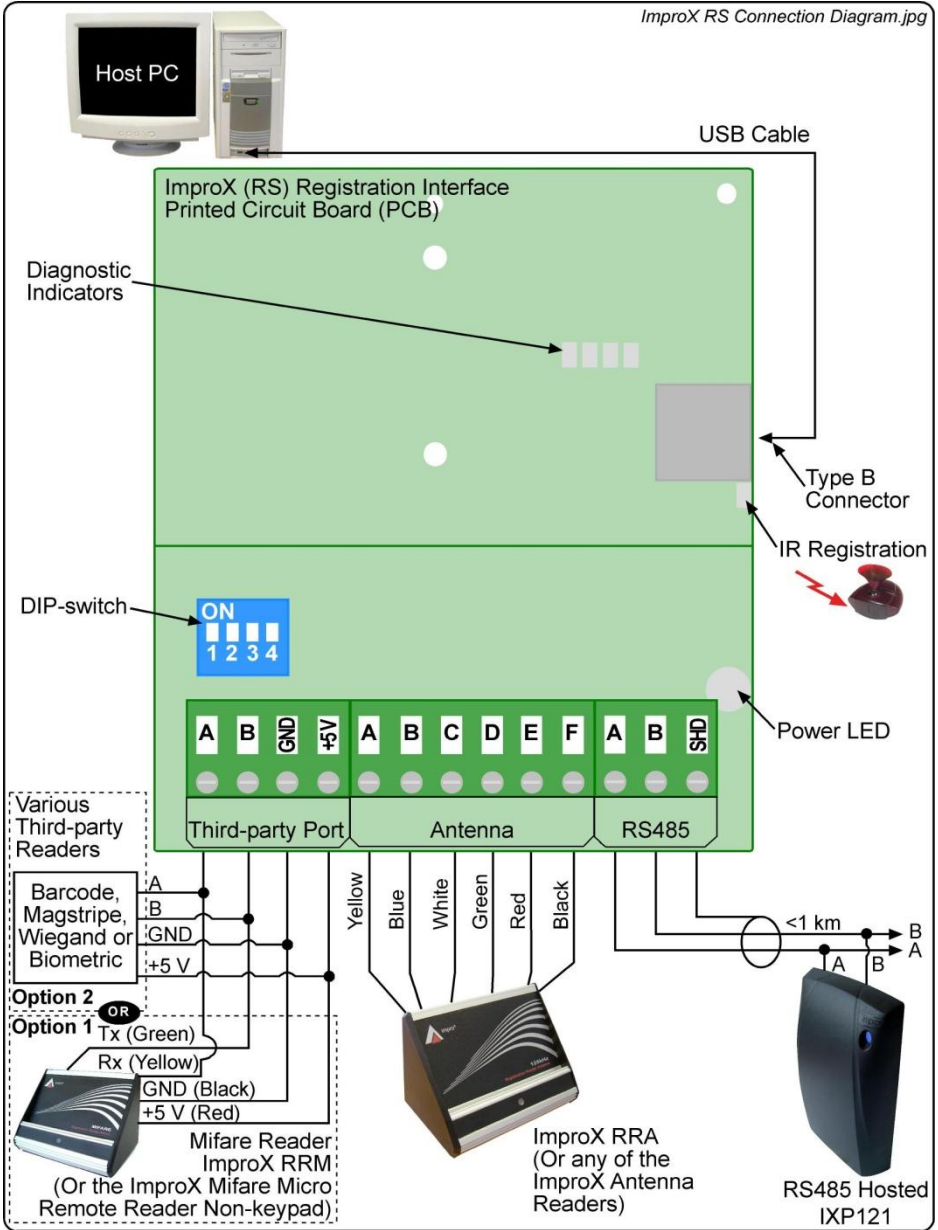 ImproX RS Connection Diagram.jpg
Host PC
USB Cable
ImproX (RS) Registration Interface
Printed Circuit Board (PCB)
Diagnostic
Indicators
Type B
Connector
IR Registration
DIP-switch
ON
1 2 3 4
Power LED
A B GND +5V A B C D E F A B SHD
Third-party Port
Antenna
RS485
Various
Third-party
Readers
Barcode,
Magstripe,
Wiegand or
Biometric
A
B
GND
+5 V
Option 2
OR
Option 1
Tx (Green)
Rx (Yellow)
GND (Black)
+5 V (Red)
Mifare Reader
ImproX RRM
(Or the ImproX Mifare Micro
Remote Reader Non-keypad)
Yellow
Blue
White
Green
Red
Black
impro
ImproX RRA
(Or any of the
ImproX Antenna
Readers)
<1 km
B
A
A
B
RS485 Hosted
IXP121